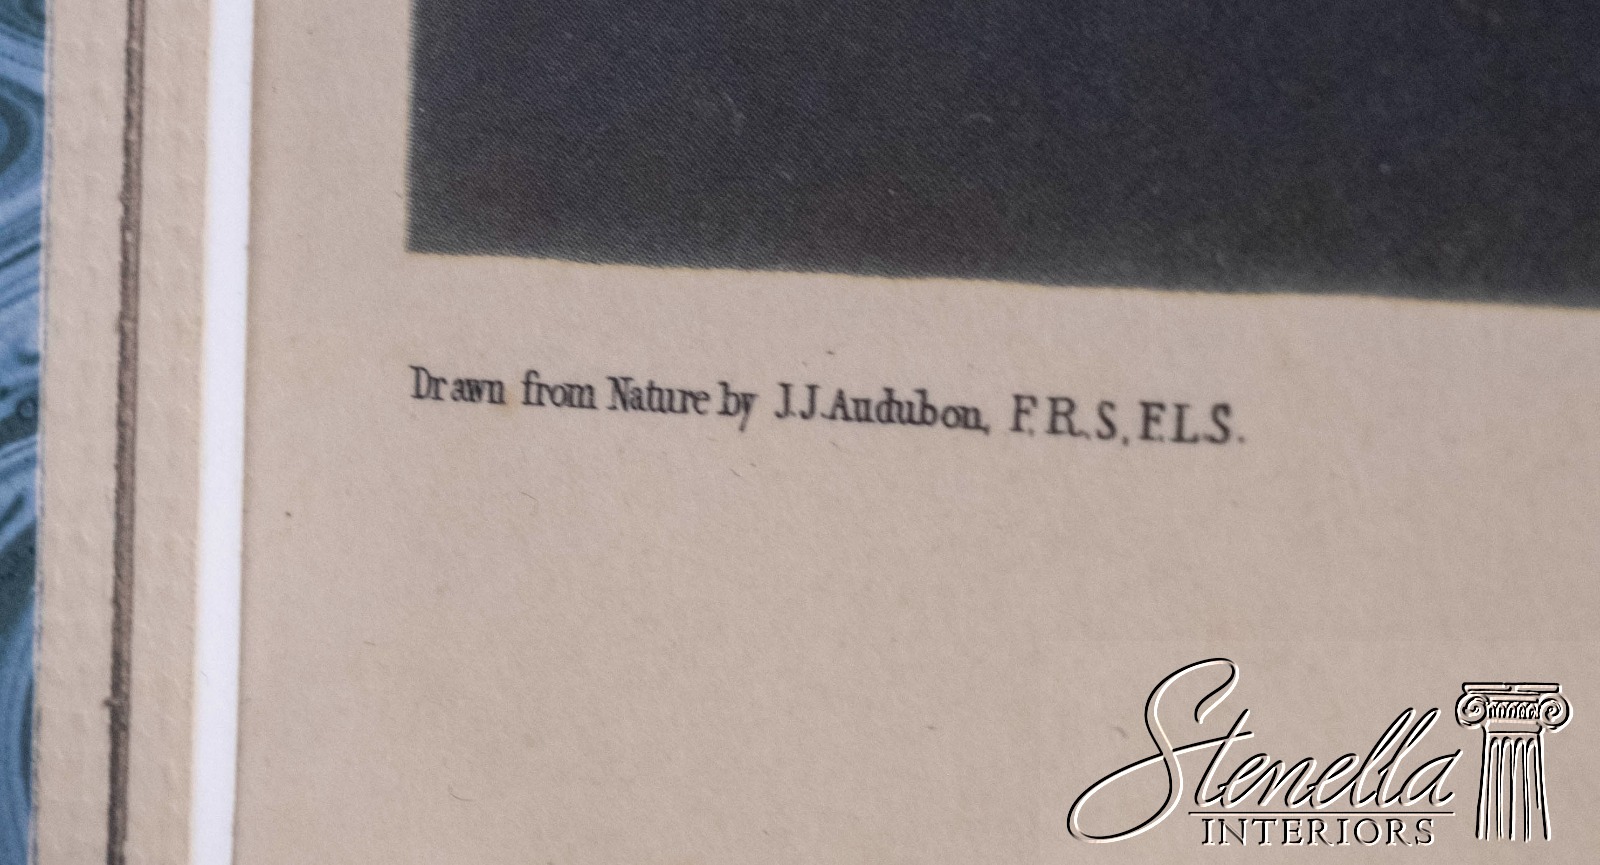 Drawn from Nature by J.J.Audubon, F.R.S, F.L.S.
Stenella
INTERIORS